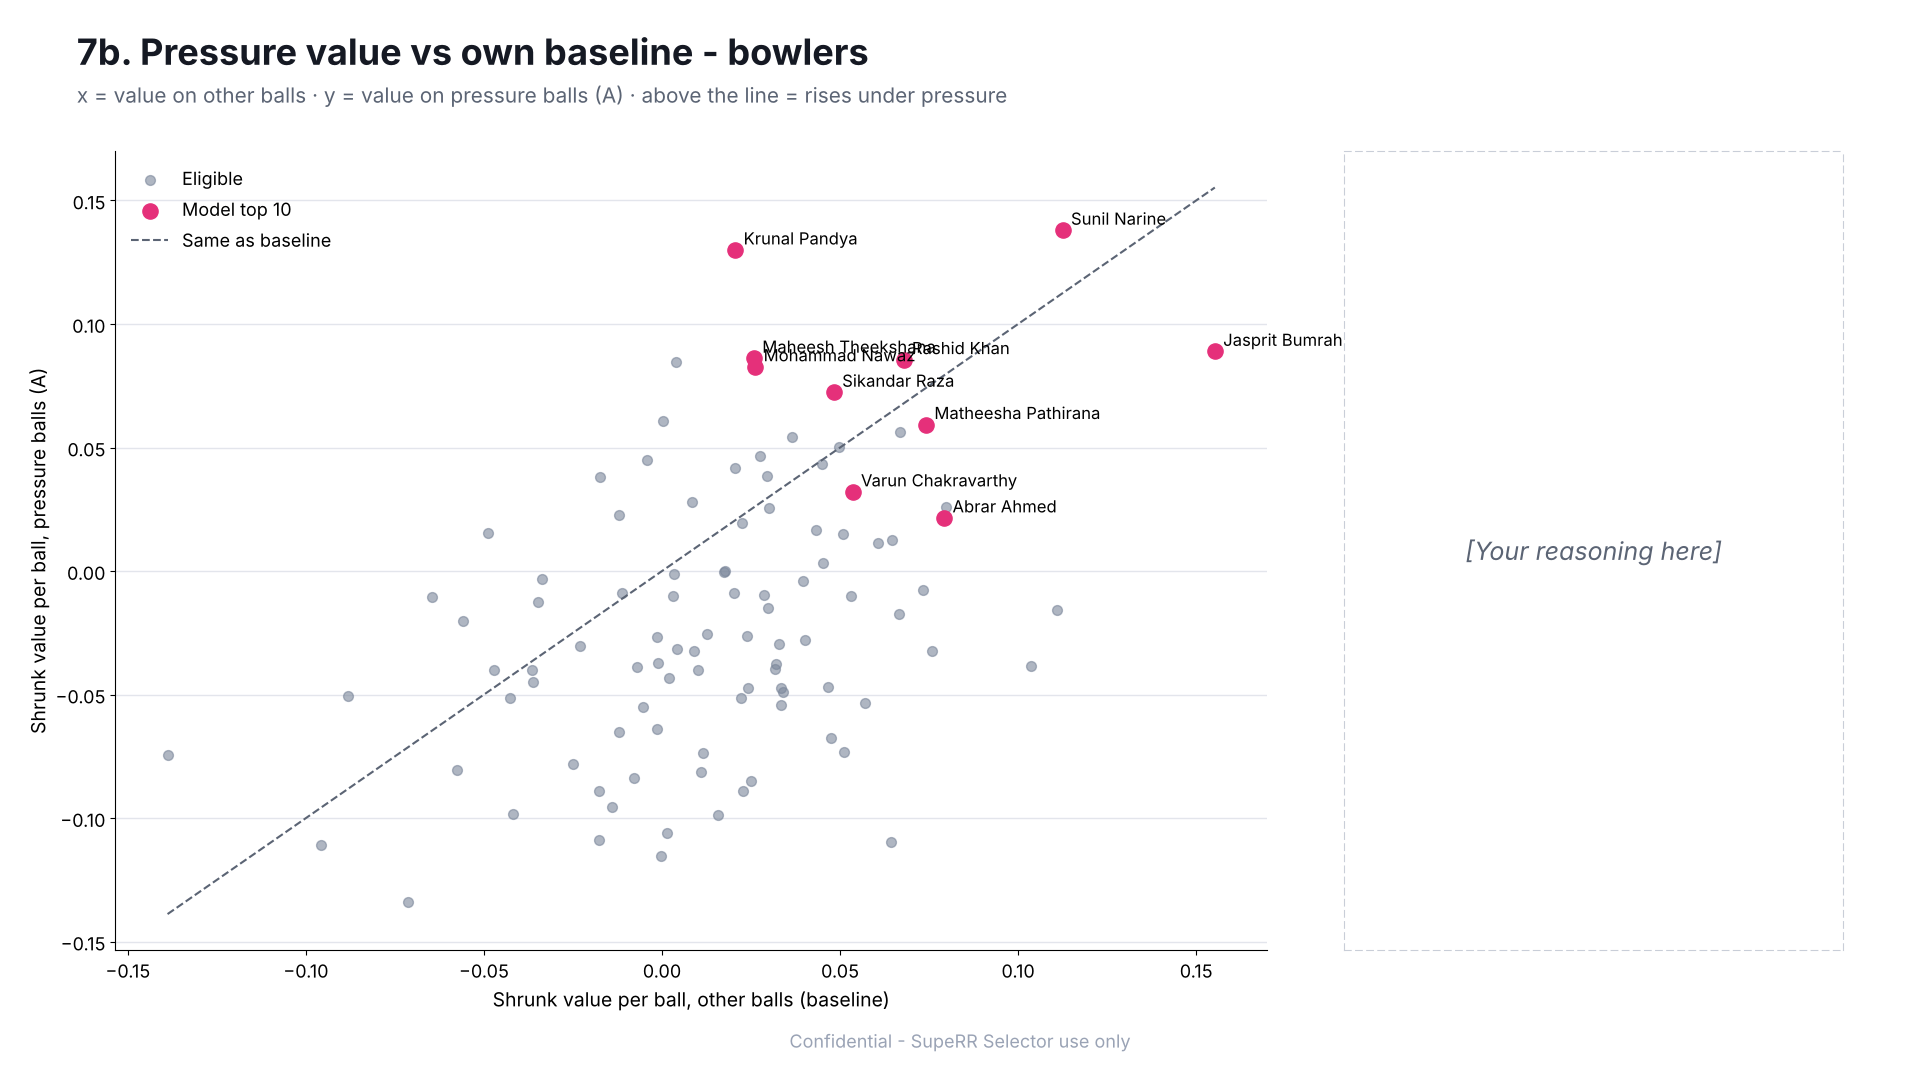 7b. Pressure value vs own baseline - bowlers
x = value on other balls · y = value on pressure balls (A) · above the line = rises under pressure
Eligible
Model top 10
Same as baseline
Sunil Narine
Krunal Pandya
Jasprit Bumrah
Maheesh Theekshana
Rashid Khan
Mohammad Nawaz
Sikandar Raza
Matheesha Pathirana
Varun Chakravarthy
Abrar Ahmed
[Your reasoning here]
Shrunk value per ball, pressure balls (A)
0.15
0.10
0.05
0.00
−0.05
−0.10
−0.15
−0.15 −0.10 −0.05 0.00 0.05 0.10 0.15
Shrunk value per ball, other balls (baseline)
Confidential - SupeRR Selector use only